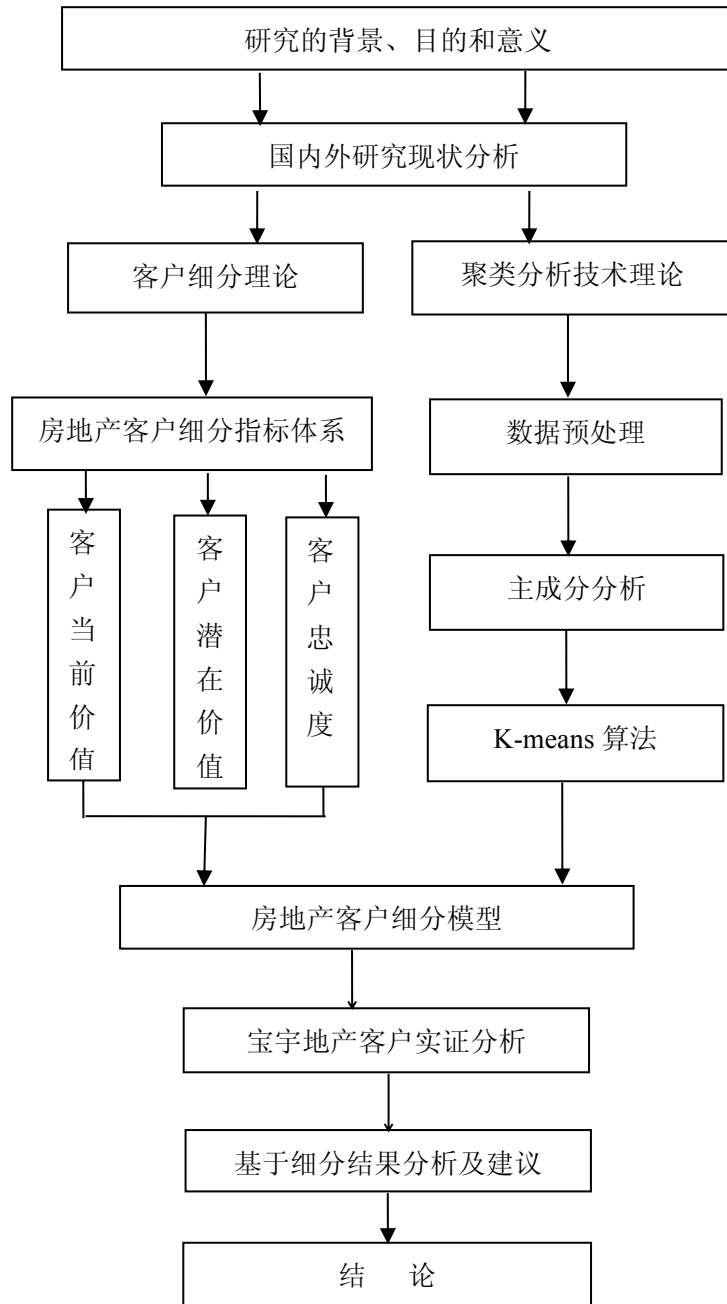 研究的背景、目的和意义
国内外研究现状分析
客户细分理论
聚类分析技术理论
房地产客户细分指标体系
数据预处理
客户当前价值
客户潜在价值
客户忠诚度
主成分分析
K-means 算法
房地产客户细分模型
宝宇地产客户实证分析
基于细分结果分析及建议
结 论